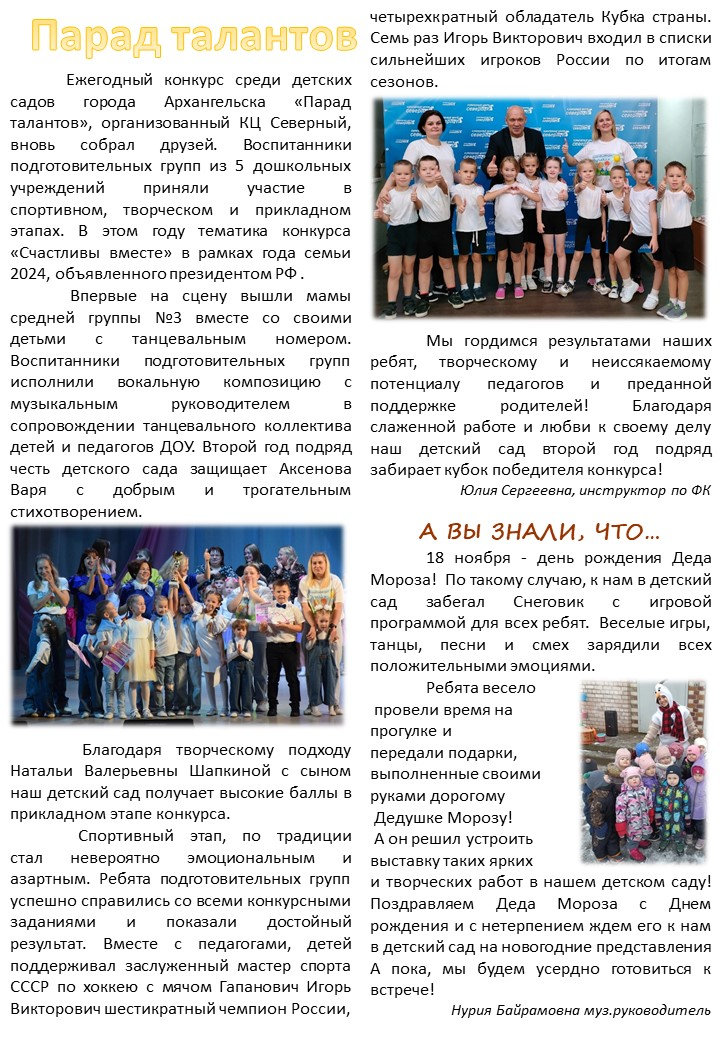 Парад талантов
Ежегодный конкурс среди детских
садов города Архангельска «Парад
талантов», организованный КЦ Северный,
вновь собрал друзей. Воспитанники
подготовительных групп из 5 дошкольных
учреждений приняли участие в
спортивном, творческом и прикладном
этапах. В этом году тематика конкурса
«Счастливы вместе» в рамках года семьи
2024, объявленного президентом РФ .
Впервые на сцену вышли мамы
средней группы №3 вместе со своими
детьми с танцевальным номером.
Воспитанники подготовительных групп
исполнили вокальную композицию с
музыкальным руководителем в
сопровождении танцевального коллектива
детей и педагогов ДОУ. Второй год подряд
честь детского сада защищает Аксенова
Варя с добрым и трогательным
стихотворением.
Благодаря творческому подходу
Натальи Валерьевны Шапкиной с сыном
наш детский сад получает высокие баллы в
прикладном этапе конкурса.
Спортивный этап, по традиции
стал невероятно эмоциональным и
азартным. Ребята подготовительных групп
успешно справились со всеми конкурсными
заданиями и показали достойный
результат. Вместе с педагогами, детей
поддерживал заслуженный мастер спорта
СССР по хоккею с мячом Гапанович Игорь
Викторович шестикратный чемпион России,
четырехкратный обладатель Кубка страны.
Семь раз Игорь Викторович входил в списки
сильнейших игроков России по итогам
сезонов.
Мы гордимся результатами наших
ребят, творческому и неиссякаемому
потенциалу педагогов и преданной
поддержке родителей! Благодаря
слаженной работе и любви к своему делу
наш детский сад второй год подряд
забирает кубок победителя конкурса!
Юлия Сергеевна, инструктор по ФК
А ВЫ ЗНАЛИ, ЧТО...
18 ноября - день рождения Деда
Мороза! По такому случаю, к нам в детский
сад забегал Снеговик с игровой
программой для всех ребят. Веселые игры,
танцы, песни и смех зарядили всех
положительными эмоциями.
Ребята весело
провели время на
прогулке и
передали подарки,
выполненные своими
руками дорогому
Дедушке Морозу!
А он решил устроить
выставку таких ярких
и творческих работ в нашем детском саду!
Поздравляем Деда Мороза с Днем
рождения и с нетерпением ждем его к нам
в детский сад на новогодние представления
А пока, мы будем усердно готовиться к
встрече!
Нурия Байрамовна муз.руководитель